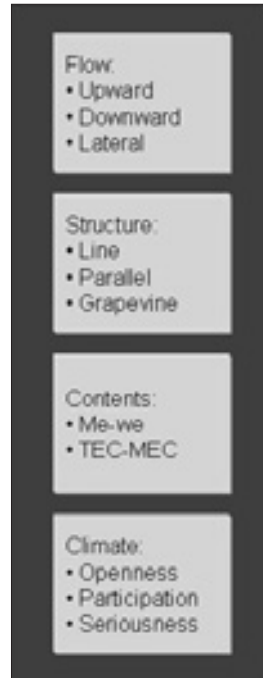 Flow:
• Upward
• Downward
• Lateral
Structure:
• Line
• Parallel
• Grapevine
Contents:
• Me-we
• TEC-MEC
Climate:
• Openness
• Participation
• Seriousness